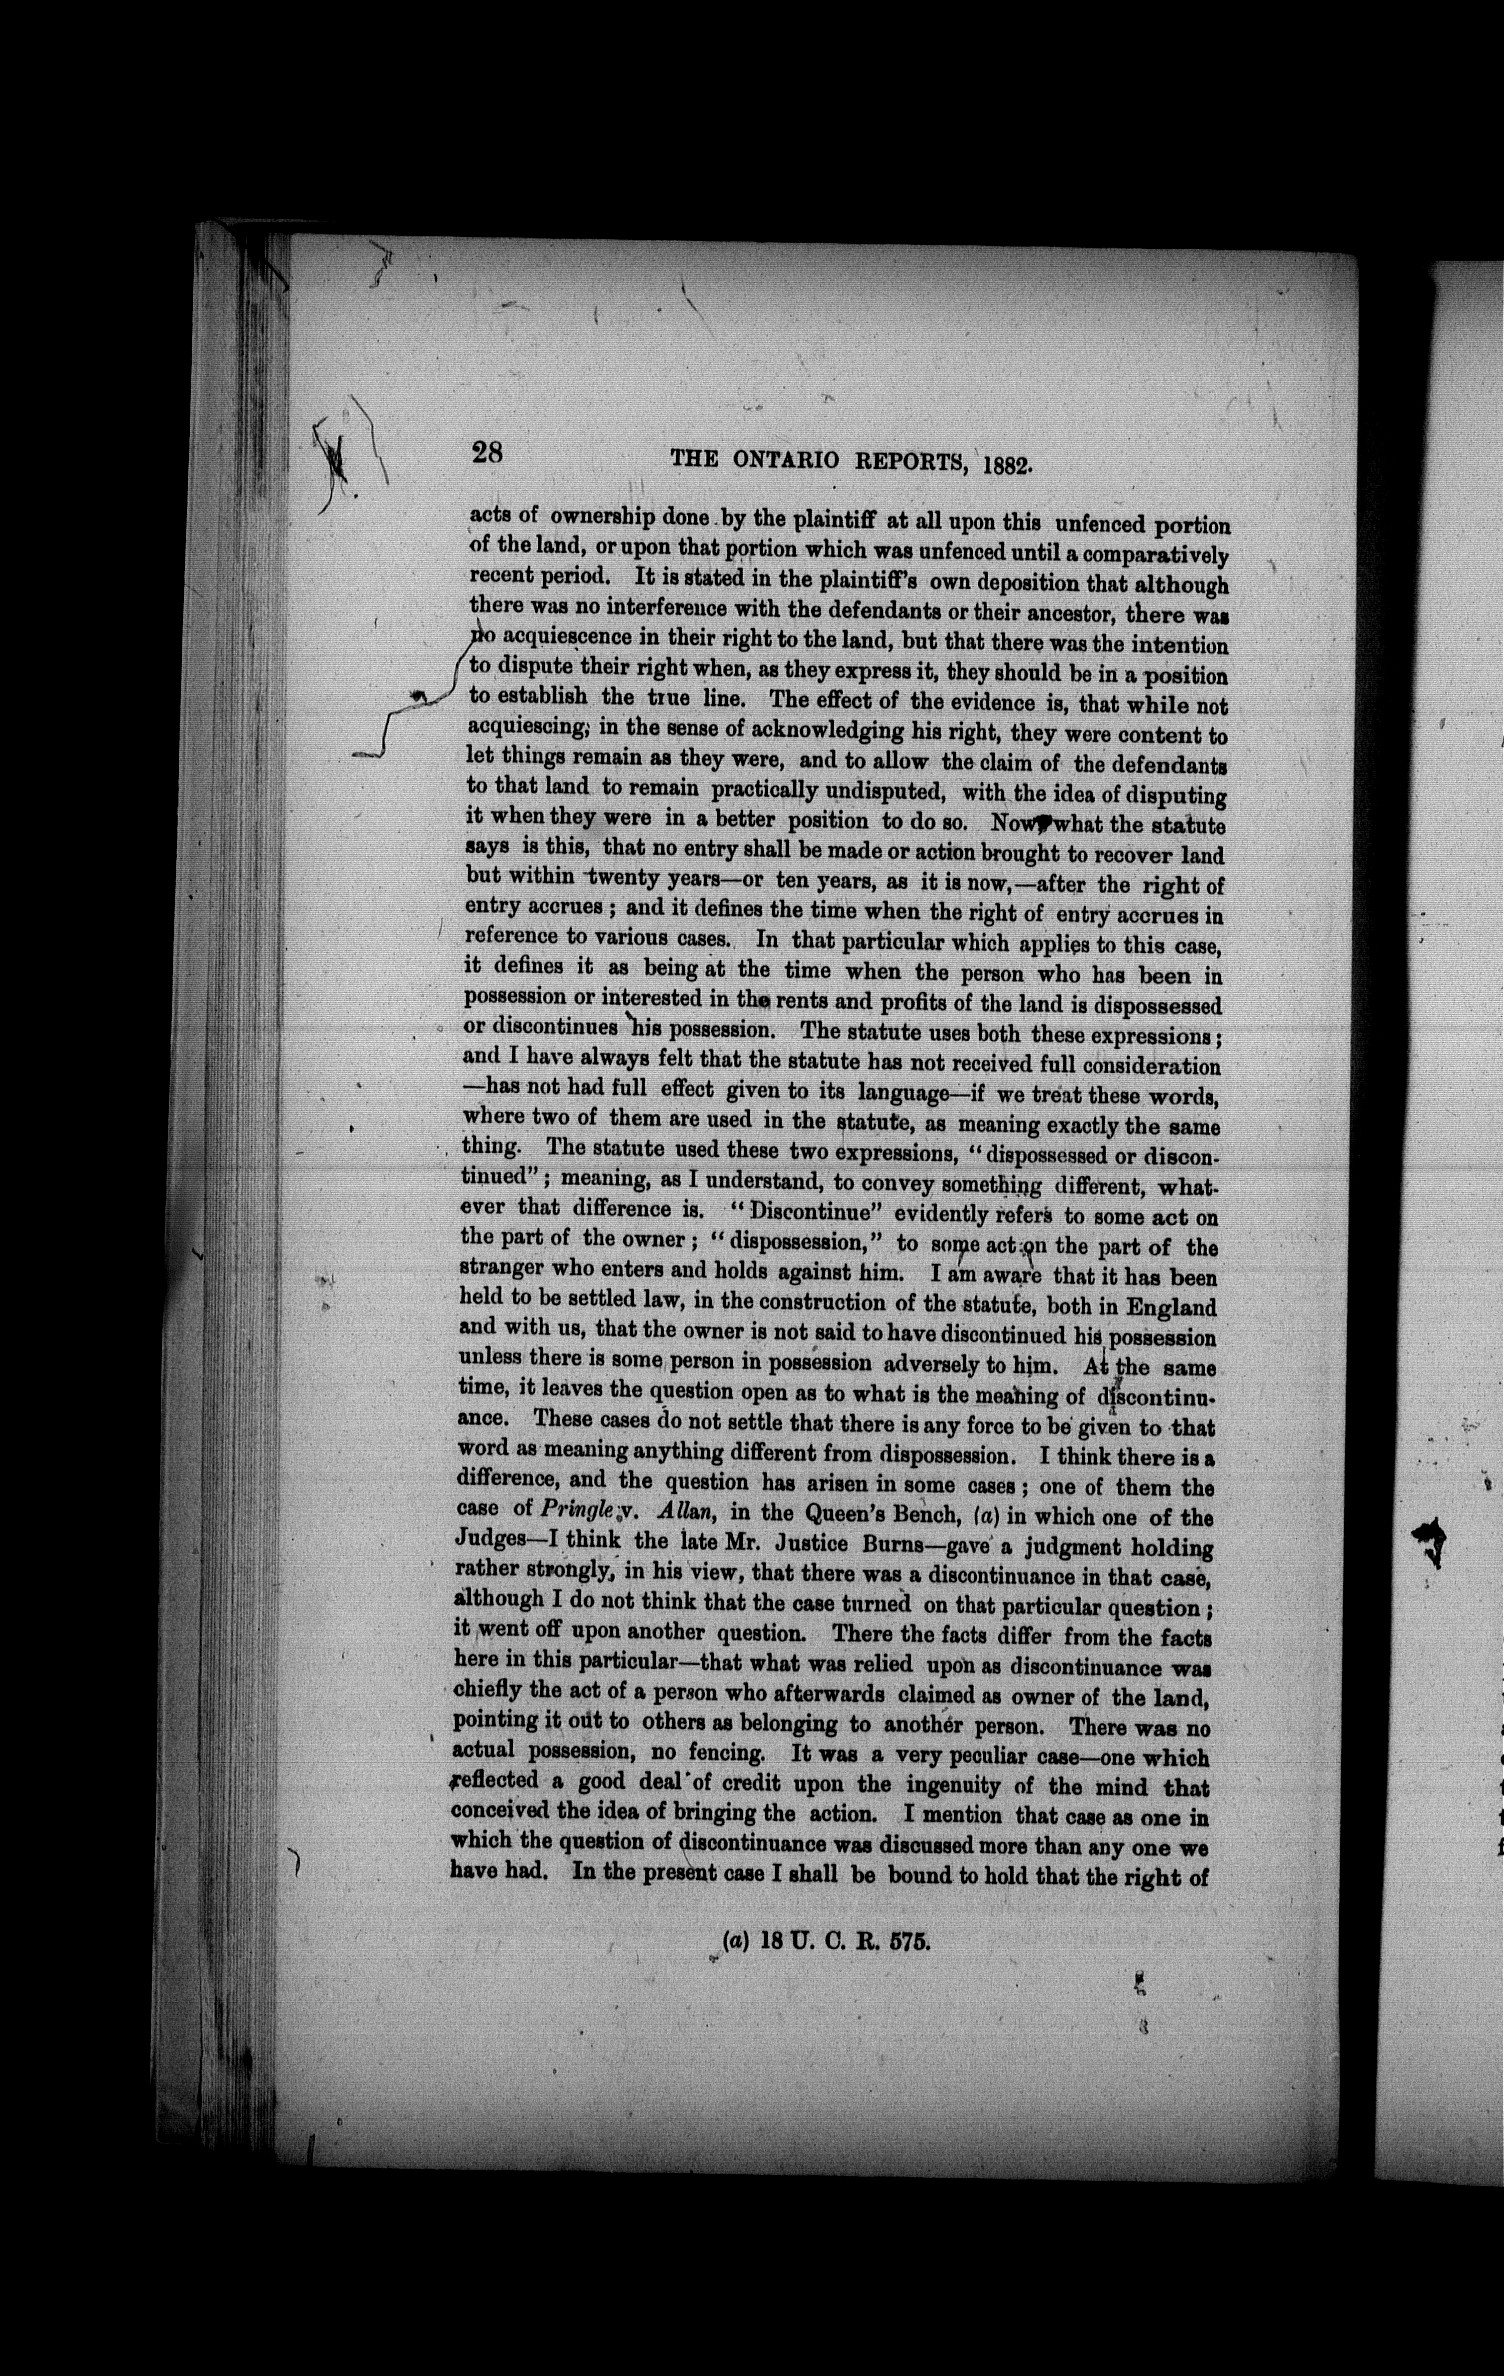 28 THE ONTARIO REPORTS, 1882.
acts of ownership done by the plaintiff at all upon this unfenced portion
of the land, or upon that portion which was unfenced until a comparatively
recent period. It is stated in the plaintiff's own deposition that although
there was no interference with the defendants or their ancestor, there was
no acquiescence in their right to the land, but that there was the intention
to dispute their right when, as they express it, they should be in a position
to establish the true line. The effect of the evidence is, that while not
acquiescing, in the sense of acknowledging his right, they were content to
let things remain as they were, and to allow the claim of the defendants
to that land to remain practically undisputed, with the idea of disputing
it when they were in a better position to do so. Now what the statute
says is this, that no entry shall be made or action brought to recover land
but within twenty years—or ten years, as it is now,—after the right of
entry accrues ; and it defines the time when the right of entry accrues in
reference to various cases. In that particular which applies to this case,
it defines it as being at the time when the person who has been in
possession or interested in the rents and profits of the land is dispossessed
or discontinues his possession. The statute uses both these expressions ;
and I have always felt that the statute has not received full consideration
—has not had full effect given to its language—if we treat these words,
where two of them are used in the statute, as meaning exactly the same
thing. The statute used these two expressions, "dispossessed or discon-
tinued" ; meaning, as I understand, to convey something different, what-
ever that difference is. "Discontinue" evidently refers to some act on
the part of the owner ; "dispossession," to some act on the part of the
stranger who enters and holds against him. I am aware that it has been
held to be settled law, in the construction of the statute, both in England
and with us, that the owner is not said to have discontinued his possession
unless there is some person in possession adversely to him. At the same
time, it leaves the question open as to what is the meaning of discontinu-
ance. These cases do not settle that there is any force to be given to that
word as meaning anything different from dispossession. I think there is a
difference, and the question has arisen in some cases ; one of them the
case of Pringle v. Allan, in the Queen's Bench, (a) in which one of the
Judges—I think the late Mr. Justice Burns—gave a judgment holding
rather strongly, in his view, that there was a discontinuance in that case,
although I do not think that the case turned on that particular question ;
it went off upon another question. There the facts differ from the facts
here in this particular—that what was relied upon as discontinuance was
chiefly the act of a person who afterwards claimed as owner of the land,
pointing it out to others as belonging to another person. There was no
actual possession, no fencing. It was a very peculiar case—one which
reflected a good deal of credit upon the ingenuity of the mind that
conceived the idea of bringing the action. I mention that case as one in
which the question of discontinuance was discussed more than any one we
have had. In the present case I shall be bound to hold that the right of
(a) 18 U. C. R. 575.